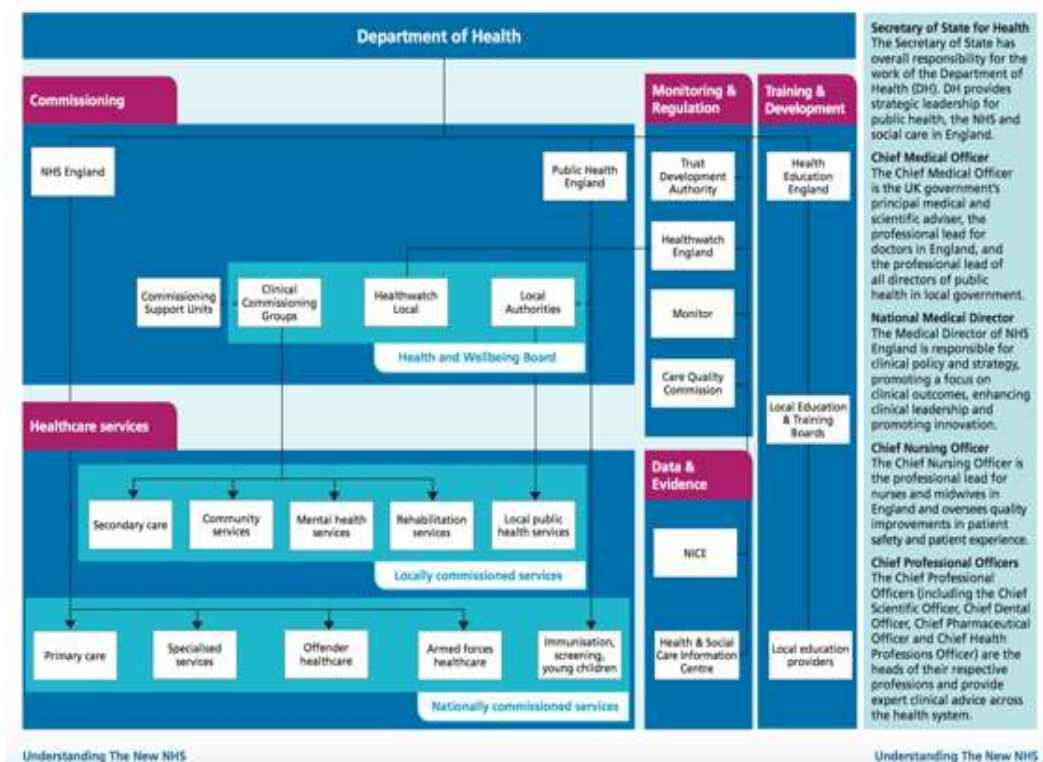 Department of Health
Commissioning
Monitoring &
Regulation
Training &
Development
NHS England
Public Health
England
Trust
Development
Authority
Health
Education
England
Healthwatch
England
Commissioning
Support Units
Clinical
Commissioning
Groups
Healthwatch
Local
Local
Authorities
Monitor
Health and Wellbeing Board
Care Quality
Commission
Local Education
& Training
Boards
Healthcare services
Data &
Evidence
Secondary care
Community
services
Mental health
services
Rehabilitation
services
Local public
health services
NICE
Locally commissioned services
Primary care
Specialised
services
Offender
healthcare
Armed forces
healthcare
Immunisation,
screening,
young children
Health & Social
Care Information
Centre
Local education
providers
Nationally commissioned services
Secretary of State for Health
The Secretary of State has
overall responsibility for the
work of the Department of
Health (DH). DH provides
strategic leadership for
public health, the NHS and
social care in England.
Chief Medical Officer
The Chief Medical Officer
is the UK government's
principal medical and
scientific adviser, the
professional lead for
doctors in England, and
the professional lead of
all directors of public
health in local government.
National Medical Director
The Medical Director of NHS
England is responsible for
clinical policy and strategy,
promoting a focus on
clinical outcomes, enhancing
clinical leadership and
promoting innovation.
Chief Nursing Officer
The Chief Nursing Officer is
the professional lead for
nurses and midwives in
England and oversees quality
improvements in patient
safety and patient experience.
Chief Professional Officers
The Chief Professional
Officers (including the Chief
Scientific Officer, Chief Dental
Officer, Chief Pharmaceutical
Officer and Chief Health
Professions Officer) are the
heads of their respective
professions and provide
expert clinical advice across
the health system.
Understanding The New NHS
Understanding The New NHS